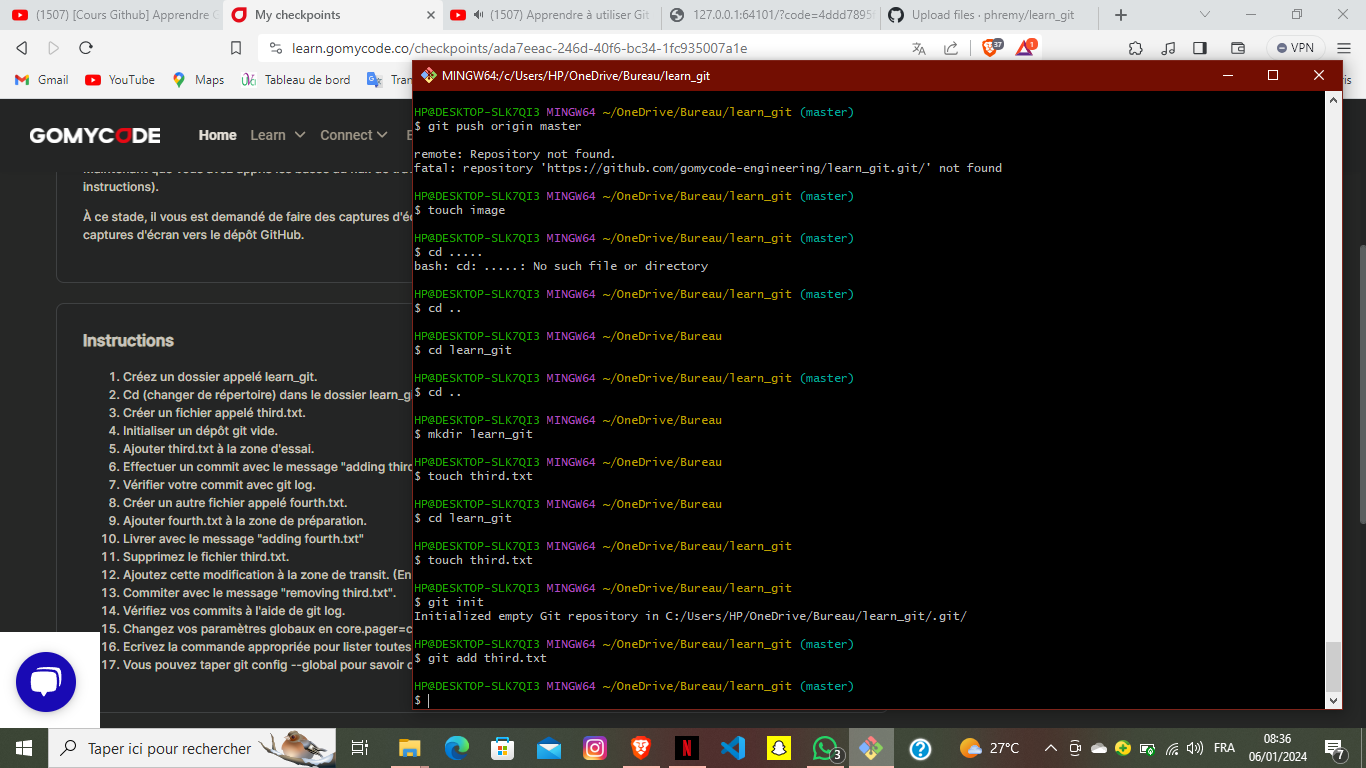 (1507) [Cours Github] Apprendre G
My checkpoints
(1507) Apprendre à utiliser Git
127.0.0.1:64101/?code=4ddd7895
Upload files · phremy/learn_git
learn.gomycode.co/checkpoints/ada7eeac-246d-40f6-bc34-1fc935007a1e
37
1
VPN
Gmail
YouTube
Maps
Tableau de bord
Tran
ris
MINGW64:/c/Users/HP/OneDrive/Bureau/learn_git
GOMYCODE
Home
Learn
Connect
E
instructions).
À ce stade, il vous est demandé de faire des captures d'é
captures d'écran vers le dépôt GitHub.
Instructions
1. Créez un dossier appelé learn_git.
2. Cd (changer de répertoire) dans le dossier learn_g
3. Créer un fichier appelé third.txt.
4. Initialiser un dépôt git vide.
5. Ajouter third.txt à la zone d'essai.
6. Effectuer un commit avec le message "adding third
7. Vérifier votre commit avec git log.
8. Créer un autre fichier appelé fourth.txt.
9. Ajouter fourth.txt à la zone de préparation.
10. Livrer avec le message "adding fourth.txt"
11. Supprimez le fichier third.txt.
12. Ajoutez cette modification à la zone de transit. (En
13. Commiter avec le message "removing third.txt".
14. Vérifiez vos commits à l'aide de git log.
15. Changez vos paramètres globaux en core.pager=c
16. Ecrivez la commande appropriée pour lister toutes
17. Vous pouvez taper git config --global pour savoir c
HP@DESKTOP-SLK7QI3 MINGW64 ~/OneDrive/Bureau/learn_git (master)
$ git push origin master
remote: Repository not found.
fatal: repository 'https://github.com/gomycode-engineering/learn_git.git/' not found
HP@DESKTOP-SLK7QI3 MINGW64 ~/OneDrive/Bureau/learn_git (master)
$ touch image
HP@DESKTOP-SLK7QI3 MINGW64 ~/OneDrive/Bureau/learn_git (master)
$ cd .....
bash: cd: .....: No such file or directory
HP@DESKTOP-SLK7QI3 MINGW64 ~/OneDrive/Bureau/learn_git (master)
$ cd ..
HP@DESKTOP-SLK7QI3 MINGW64 ~/OneDrive/Bureau
$ cd learn_git
HP@DESKTOP-SLK7QI3 MINGW64 ~/OneDrive/Bureau/learn_git (master)
$ cd ..
HP@DESKTOP-SLK7QI3 MINGW64 ~/OneDrive/Bureau
$ mkdir learn_git
HP@DESKTOP-SLK7QI3 MINGW64 ~/OneDrive/Bureau
$ touch third.txt
HP@DESKTOP-SLK7QI3 MINGW64 ~/OneDrive/Bureau
$ cd learn_git
HP@DESKTOP-SLK7QI3 MINGW64 ~/OneDrive/Bureau/learn_git
$ touch third.txt
HP@DESKTOP-SLK7QI3 MINGW64 ~/OneDrive/Bureau/learn_git
$ git init
Initialized empty Git repository in C:/Users/HP/OneDrive/Bureau/learn_git/.git/
HP@DESKTOP-SLK7QI3 MINGW64 ~/OneDrive/Bureau/learn_git (master)
$ git add third.txt
HP@DESKTOP-SLK7QI3 MINGW64 ~/OneDrive/Bureau/learn_git (master)
$
Taper ici pour rechercher
3
27°C
FRA
08:36
06/01/2024
7